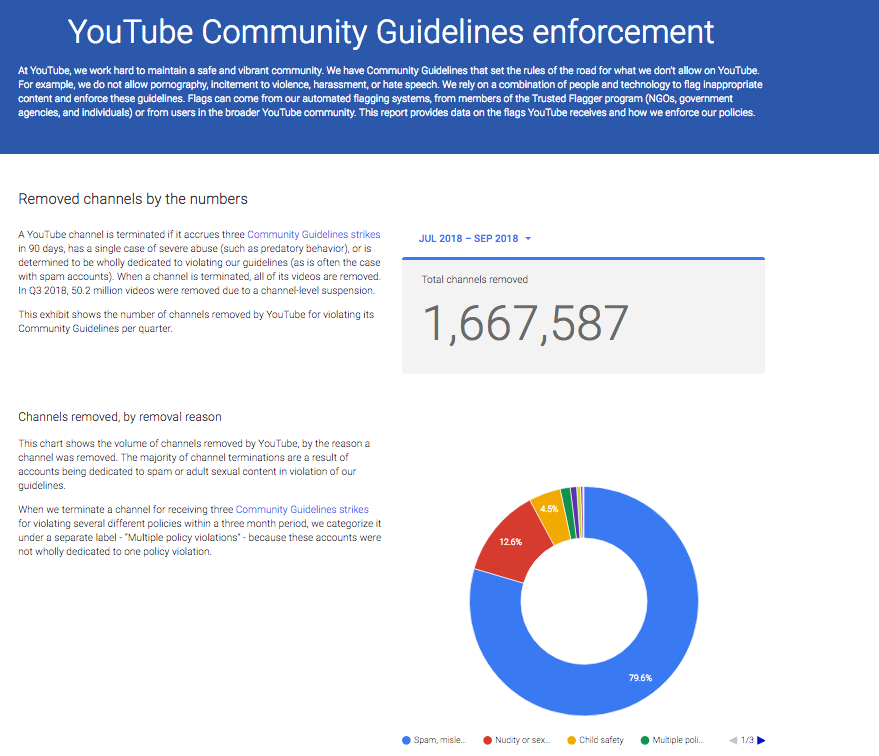 YouTube Community Guidelines enforcement
At YouTube, we work hard to maintain a safe and vibrant community. We have Community Guidelines that set the rules of the road for what we don't allow on YouTube.
For example, we do not allow pornography, incitement to violence, harassment, or hate speech. We rely on a combination of people and technology to flag inappropriate
content and enforce these guidelines. Flags can come from our automated flagging systems, from members of the Trusted Flagger program (NGOs, government
agencies, and individuals) or from users in the broader YouTube community. This report provides data on the flags YouTube receives and how we enforce our policies.
Removed channels by the numbers
A YouTube channel is terminated if it accrues three Community Guidelines strikes
in 90 days, has a single case of severe abuse (such as predatory behavior), or is
determined to be wholly dedicated to violating our guidelines (as is often the case
with spam accounts). When a channel is terminated, all of its videos are removed.
In Q3 2018, 50.2 million videos were removed due to a channel-level suspension.
This exhibit shows the number of channels removed by YouTube for violating its
Community Guidelines per quarter.
JUL 2018 – SEP 2018
Total channels removed
1,667,587
Channels removed, by removal reason
This chart shows the volume of channels removed by YouTube, by the reason a
channel was removed. The majority of channel terminations are a result of
accounts being dedicated to spam or adult sexual content in violation of our
guidelines.
When we terminate a channel for receiving three Community Guidelines strikes
for violating several different policies within a three month period, we categorize it
under a separate label - "Multiple policy violations" - because these accounts were
not wholly dedicated to one policy violation.
4.5%
12.6%
79.6%
Spam, misle... Nudity or sex... Child safety Multiple poli... 1/3